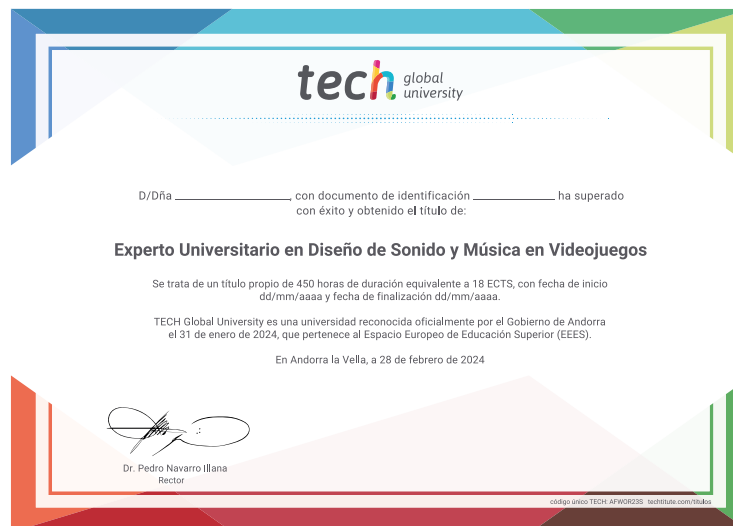 tech global university
D/Dña ____________________, con documento de identificación ______________ ha superado
con éxito y obtenido el título de:
Experto Universitario en Diseño de Sonido y Música en Videojuegos
Se trata de un título propio de 450 horas de duración equivalente a 18 ECTS, con fecha de inicio
dd/mm/aaaa y fecha de finalización dd/mm/aaaa.
TECH Global University es una universidad reconocida oficialmente por el Gobierno de Andorra
el 31 de enero de 2024, que pertenece al Espacio Europeo de Educación Superior (EEES).
En Andorra la Vella, a 28 de febrero de 2024
Dr. Pedro Navarro Illana
Rector
código único TECH: AFWOR23S techtitute.com/titulos